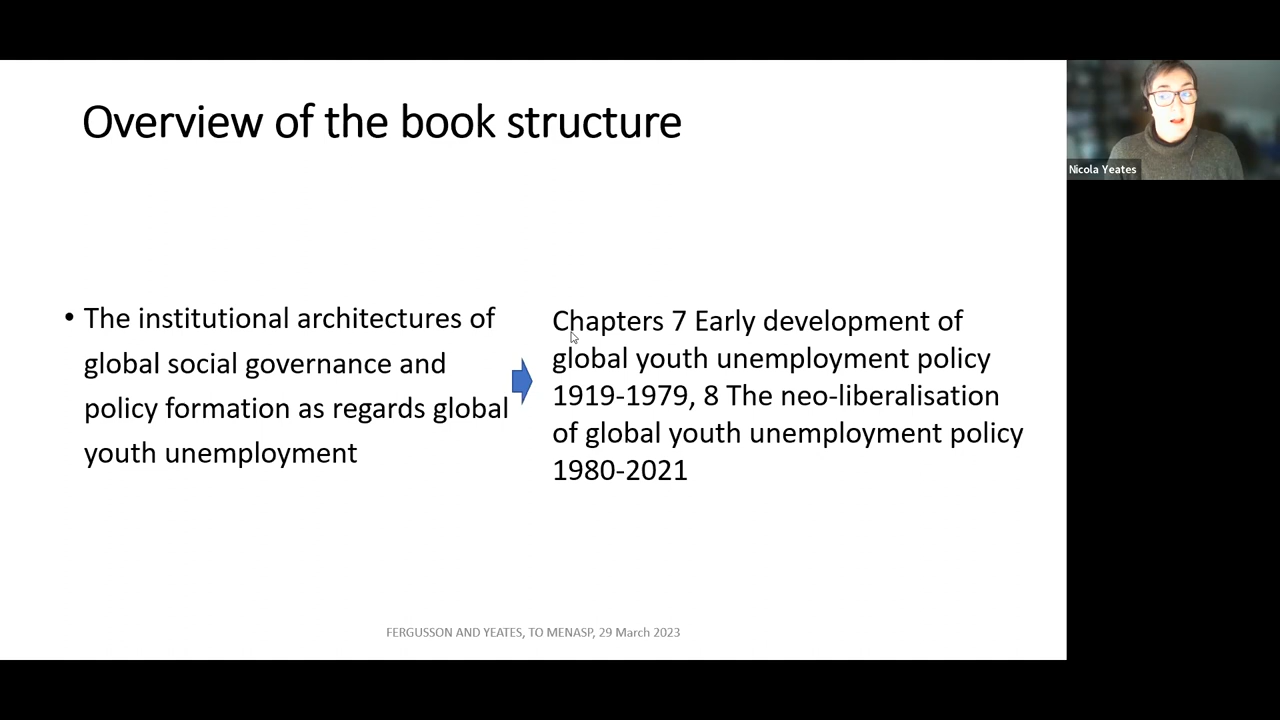 Overview of the book structure
Nicola Yeates
• The institutional architectures of
global social governance and
policy formation as regards global
youth unemployment
Chapters 7 Early development of
global youth unemployment policy
1919-1979, 8 The neo-liberalisation
of global youth unemployment policy
1980-2021
FERGUSSON AND YEATES, TO MENASP, 29 March 2023